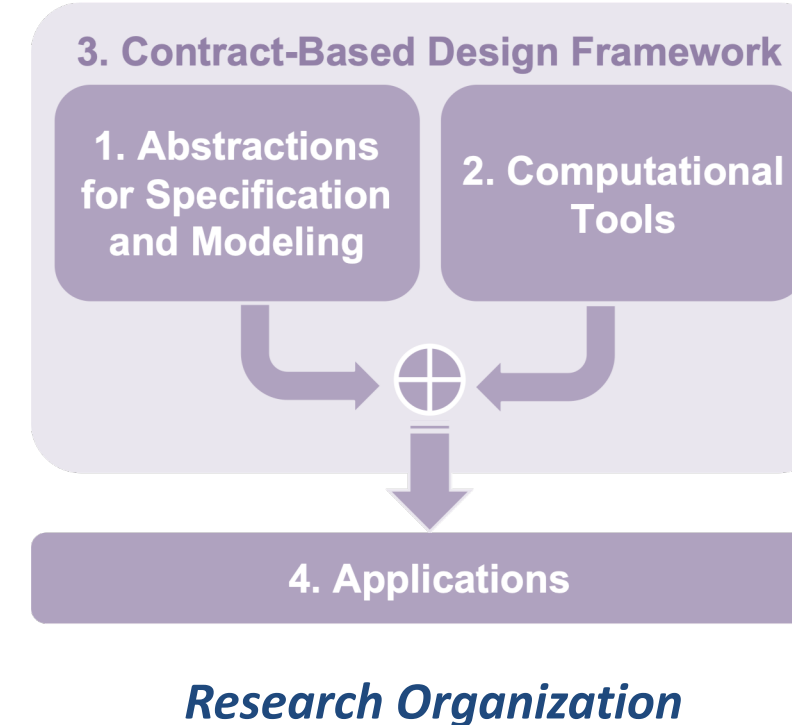 3. Contract-Based Design Framework
1. Abstractions
for Specification
and Modeling
2. Computational
Tools
4. Applications
Research Organization